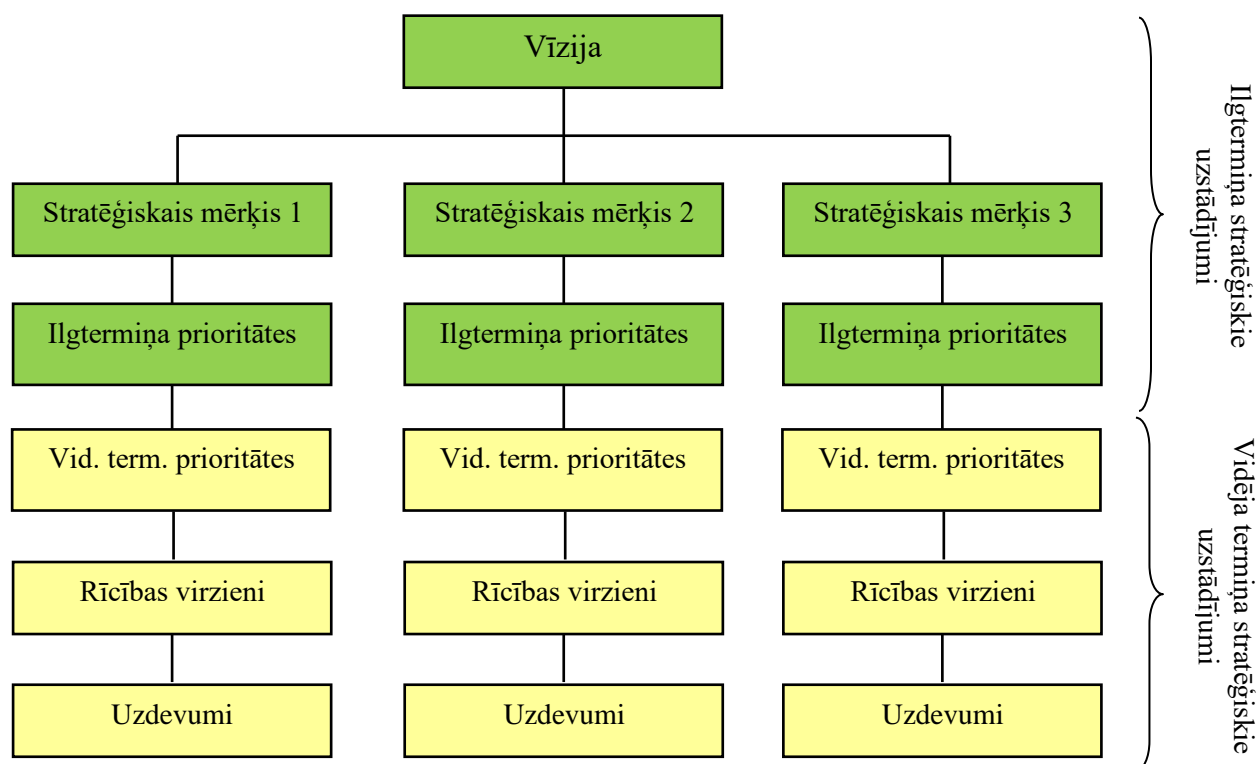 Vīzija
Stratēģiskais mērķis 1
Stratēģiskais mērķis 2
Stratēģiskais mērķis 3
Ilgtermiņa prioritātes
Ilgtermiņa prioritātes
Ilgtermiņa prioritātes
Vid. term. prioritātes
Vid. term. prioritātes
Vid. term. prioritātes
Rīcības virzieni
Rīcības virzieni
Rīcības virzieni
Uzdevumi
Uzdevumi
Uzdevumi
Ilgtermiņa stratēģiskie
uzstādījumi
Vidēja termiņa stratēģiskie
uzstādījumi